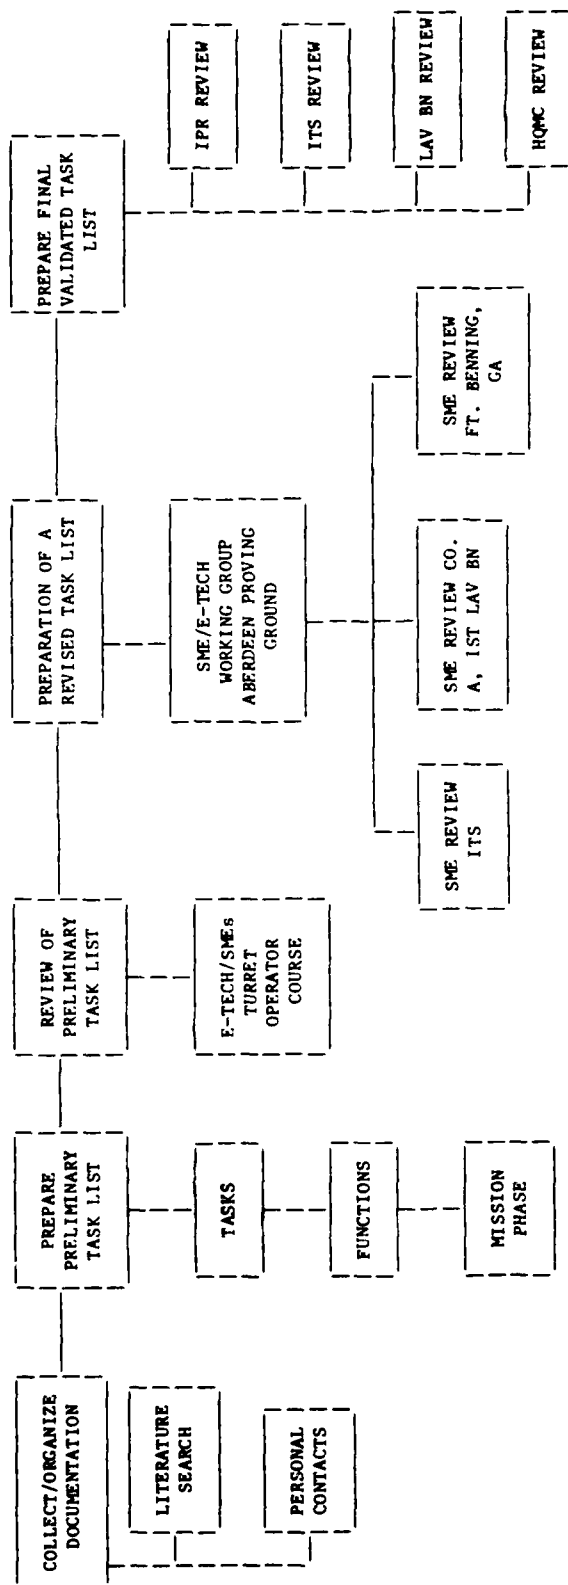 COLLECT/ORGANIZE
DOCUMENTATION
LITERATURE
SEARCH
PERSONAL
CONTACTS
PREPARE
PRELIMINARY
TASK LIST
TASKS
FUNCTIONS
MISSION
PHASE
REVIEW OF
PRELIMINARY
TASK LIST
E-TECH/SMEs
TURRET
OPERATOR
COURSE
PREPARATION OF A
REVISED TASK LIST
SME/E-TECH
WORKING GROUP
ABERDEEN PROVING
GROUND
SME REVIEW
ITS
SME REVIEW CO.
A, 1ST LAV BN
SME REVIEW
FT. BENNING,
GA
PREPARE FINAL
VALIDATED TASK
LIST
IPR REVIEW
ITS REVIEW
LAV BN REVIEW
HQMC REVIEW